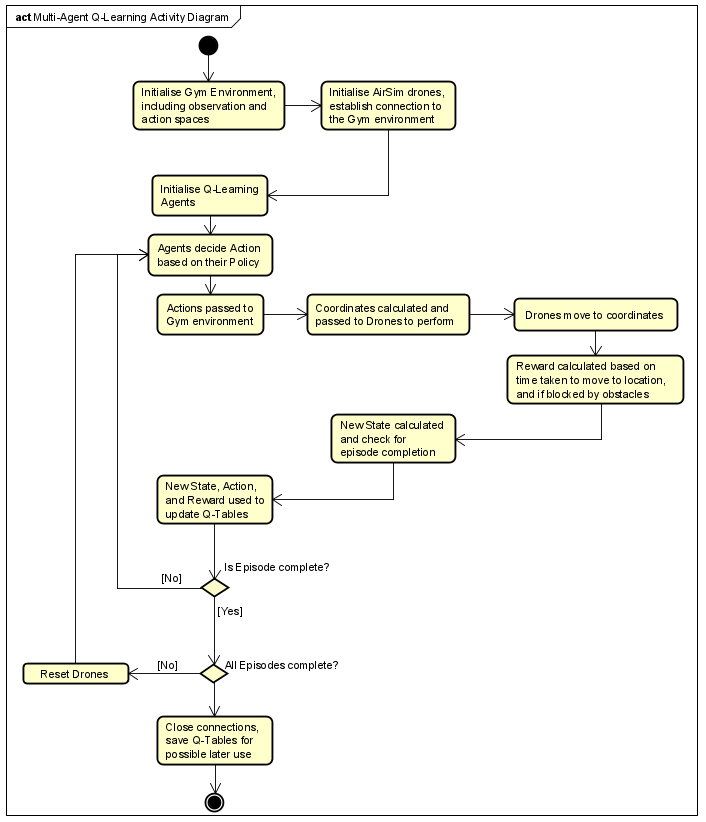 act Multi-Agent Q-Learning Activity Diagram
Initialise Gym Environment,
including observation and
action spaces
Initialise AirSim drones,
establish connection to
the Gym environment
Initialise Q-Learning
Agents
Agents decide Action
based on their Policy
Actions passed to
Gym environment
Coordinates calculated and
passed to Drones to perform
Drones move to coordinates
Reward calculated based on
time taken to move to location,
and if blocked by obstacles
New State calculated
and check for
episode completion
New State, Action,
and Reward used to
update Q-Tables
Is Episode complete?
[No]
[Yes]
All Episodes complete?
[No]
Reset Drones
Close connections,
save Q-Tables for
possible later use